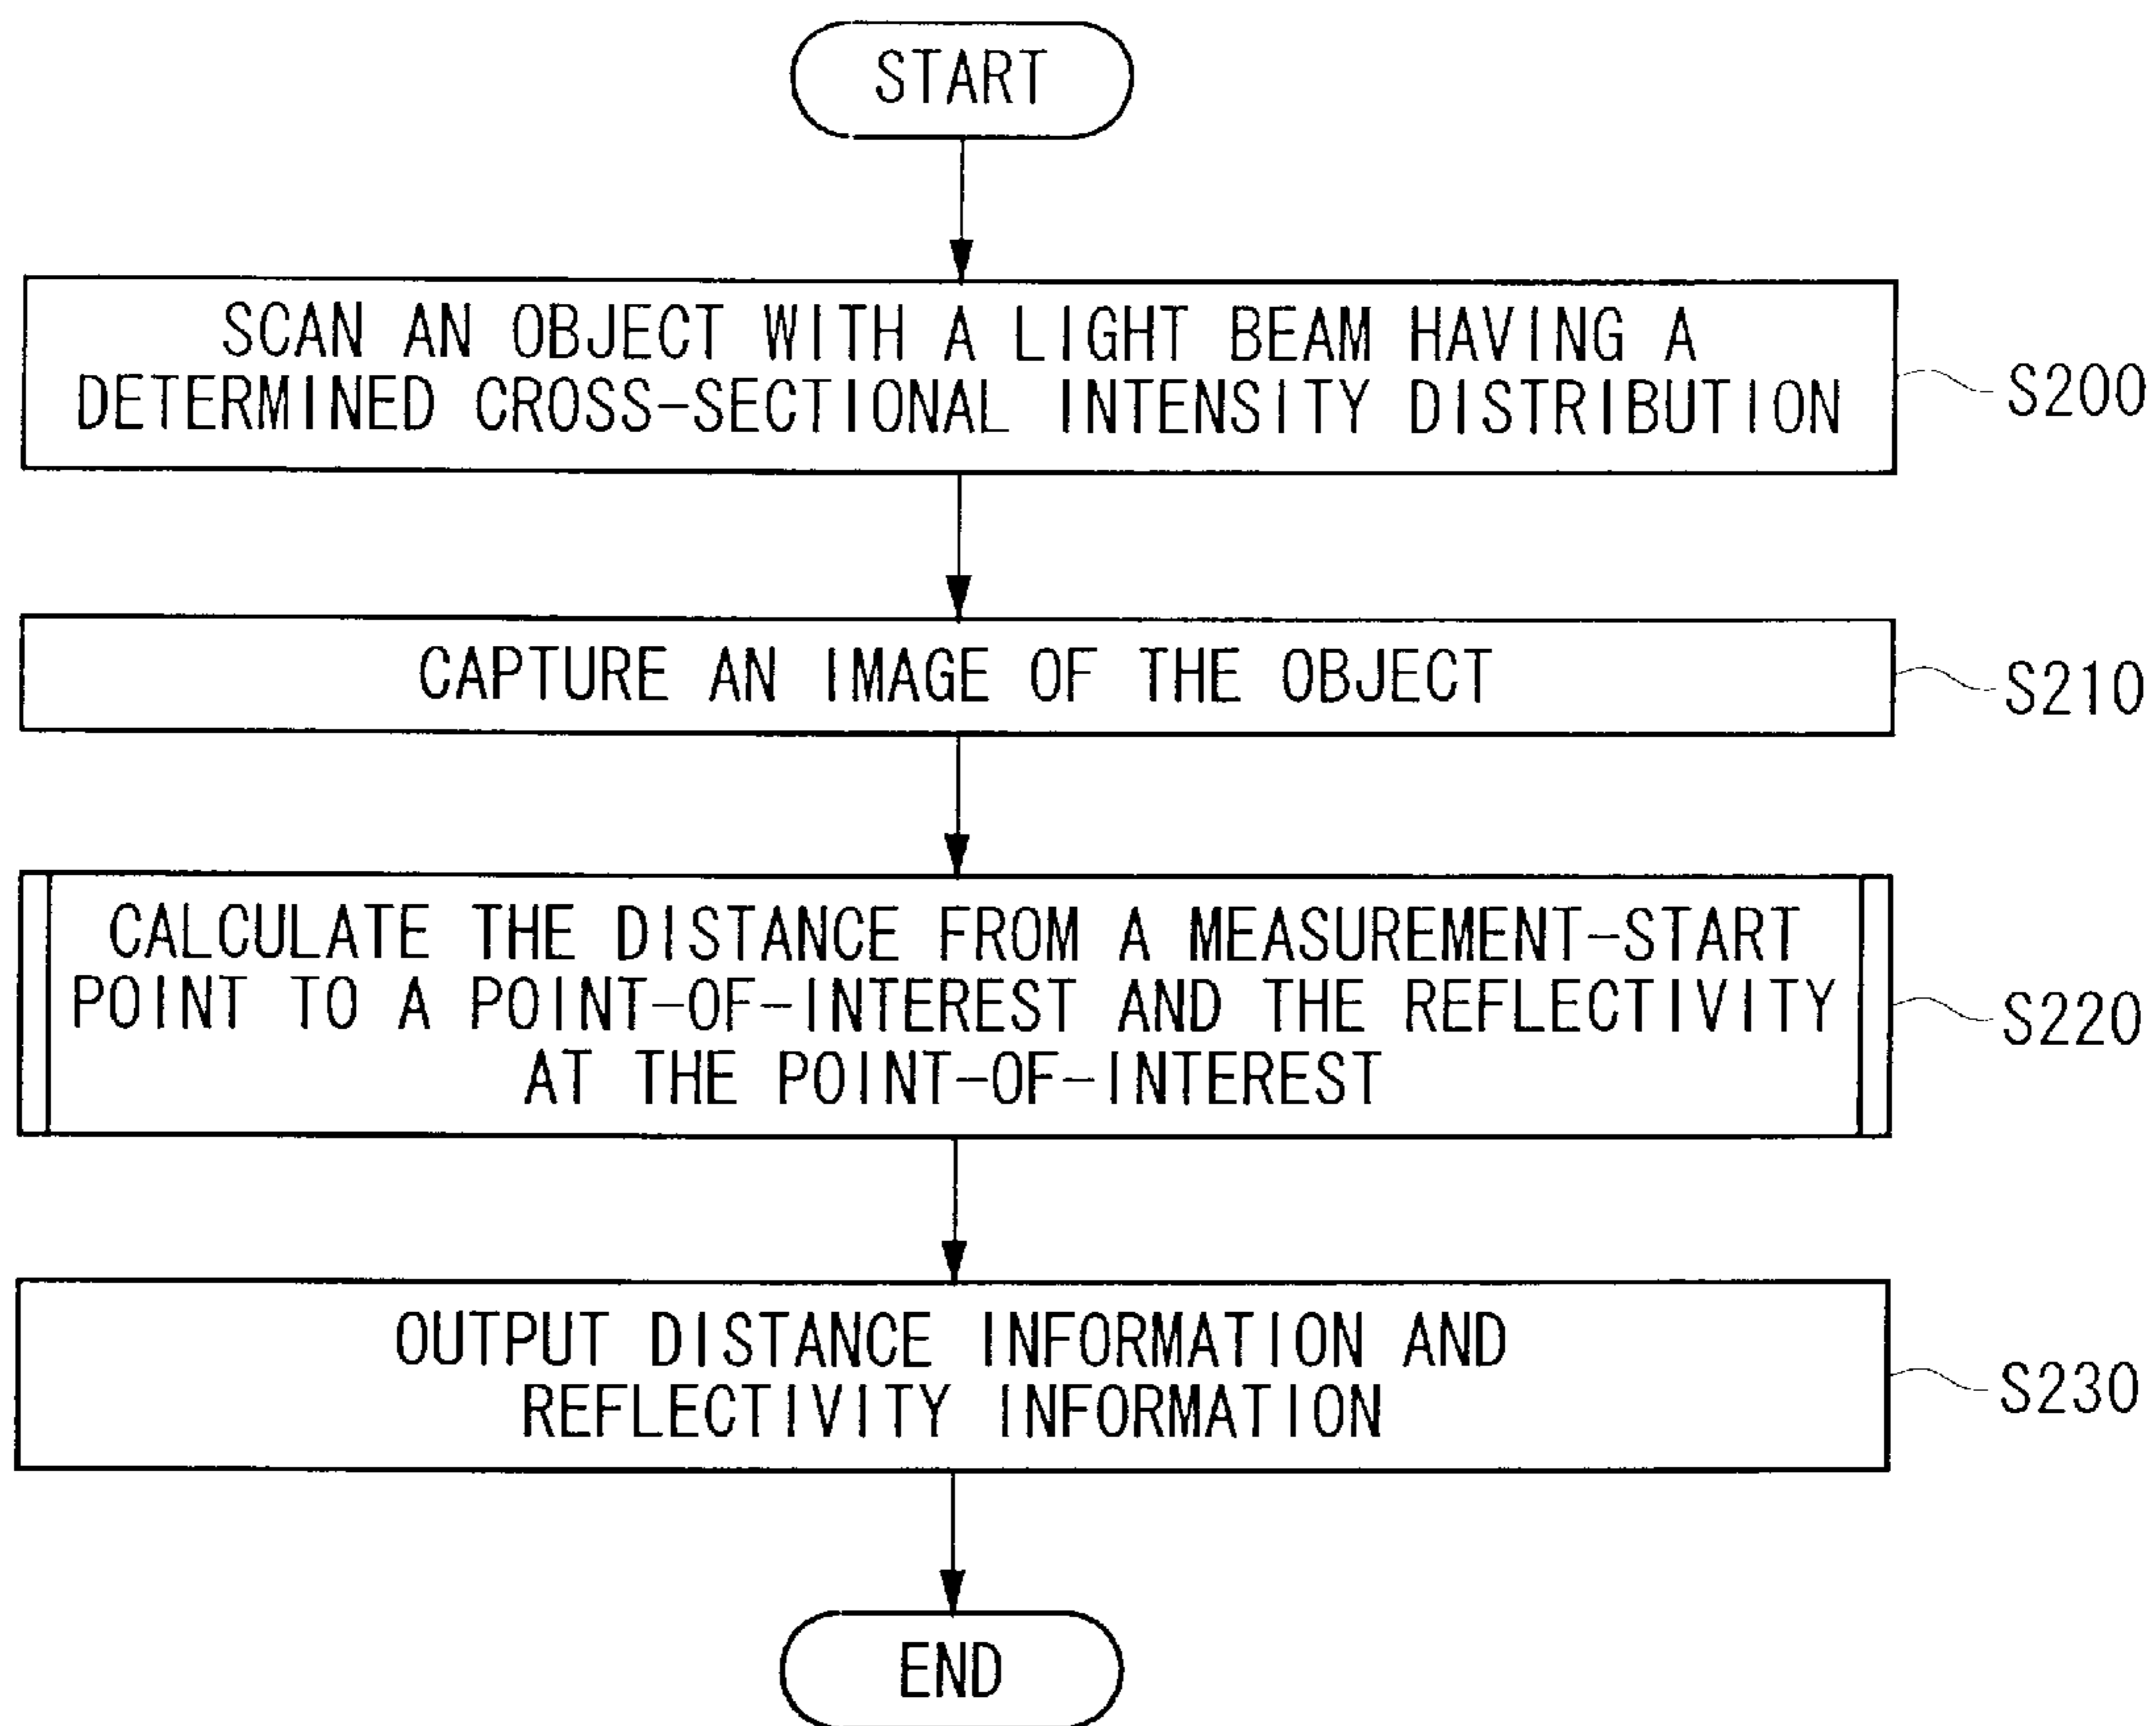 START
SCAN AN OBJECT WITH A LIGHT BEAM HAVING A
DETERMINED CROSS-SECTIONAL INTENSITY DISTRIBUTION
S200
CAPTURE AN IMAGE OF THE OBJECT
S210
CALCULATE THE DISTANCE FROM A MEASUREMENT-START
POINT TO A POINT-OF-INTEREST AND THE REFLECTIVITY
AT THE POINT-OF-INTEREST
S220
OUTPUT DISTANCE INFORMATION AND
REFLECTIVITY INFORMATION
S230
END